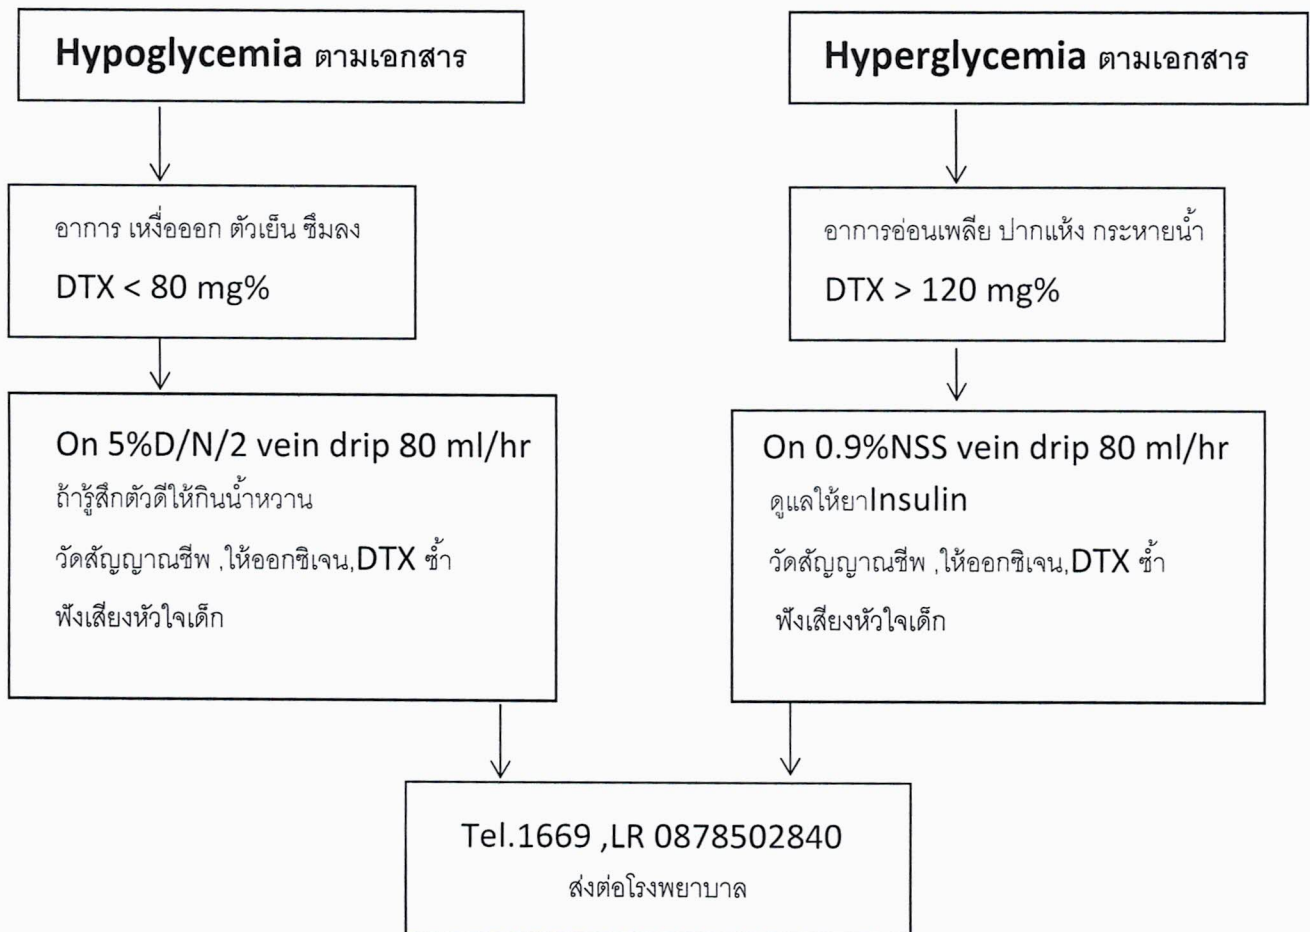 Hypoglycemia ตามเอกสาร
อาการ เหงื่อออก ตัวเย็น ซึมลง
DTX < 80 mg%
On 5%D/N/2 vein drip 80 ml/hr
ถ้ารู้สึกตัวดีให้กินน้ำหวาน
วัดสัญญาณชีพ ,ให้ออกซิเจน,DTX ซ้ำ
ฟังเสียงหัวใจเด็ก
Hyperglycemia ตามเอกสาร
อาการอ่อนเพลีย ปากแห้ง กระหายน้ำ
DTX > 120 mg%
On 0.9%NSS vein drip 80 ml/hr
ดูแลให้ยาInsulin
วัดสัญญาณชีพ ,ให้ออกซิเจน,DTX ซ้ำ
ฟังเสียงหัวใจเด็ก
Tel.1669 ,LR 0878502840
ส่งต่อโรงพยาบาล